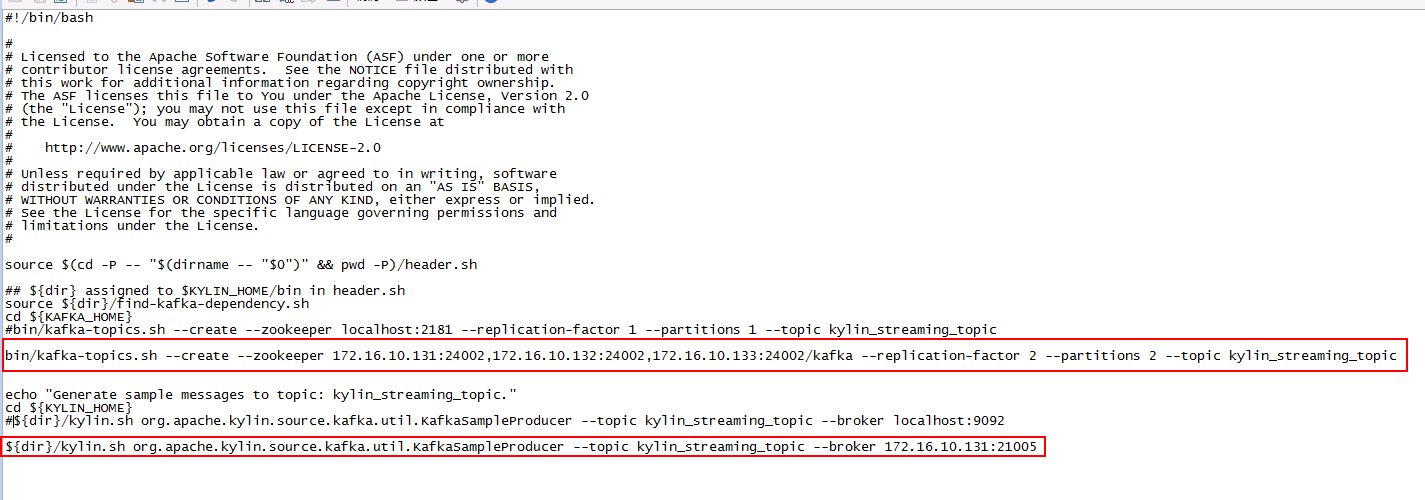 #!/bin/bash
#
# Licensed to the Apache Software Foundation (ASF) under one or more
# contributor license agreements.  See the NOTICE file distributed with
# this work for additional information regarding copyright ownership.
# The ASF licenses this file to You under the Apache License, Version 2.0
# (the "License"); you may not use this file except in compliance with
# the License.  You may obtain a copy of the License at
#
#    http://www.apache.org/licenses/LICENSE-2.0
#
# Unless required by applicable law or agreed to in writing, software
# distributed under the License is distributed on an "AS IS" BASIS,
# WITHOUT WARRANTIES OR CONDITIONS OF ANY KIND, either express or implied.
# See the License for the specific language governing permissions and
# limitations under the License.
#
source $(cd -P -- "$(dirname -- "$0")" && pwd -P)/header.sh
## ${dir} assigned to $KYLIN_HOME/bin in header.sh
source ${dir}/find-kafka-dependency.sh
cd ${KAFKA_HOME}
#bin/kafka-topics.sh --create --zookeeper localhost:2181 --replication-factor 1 --partitions 1 --topic kylin_streaming_topic
bin/kafka-topics.sh --create --zookeeper 172.16.10.131:24002,172.16.10.132:24002,172.16.10.133:24002/kafka --replication-factor 2 --partitions 2 --topic kylin_streaming_topic
echo "Generate sample messages to topic: kylin_streaming_topic."
cd ${KYLIN_HOME}
#${dir}/kylin.sh org.apache.kylin.source.kafka.util.KafkaSampleProducer --topic kylin_streaming_topic --broker localhost:9092
${dir}/kylin.sh org.apache.kylin.source.kafka.util.KafkaSampleProducer --topic kylin_streaming_topic --broker 172.16.10.131:21005